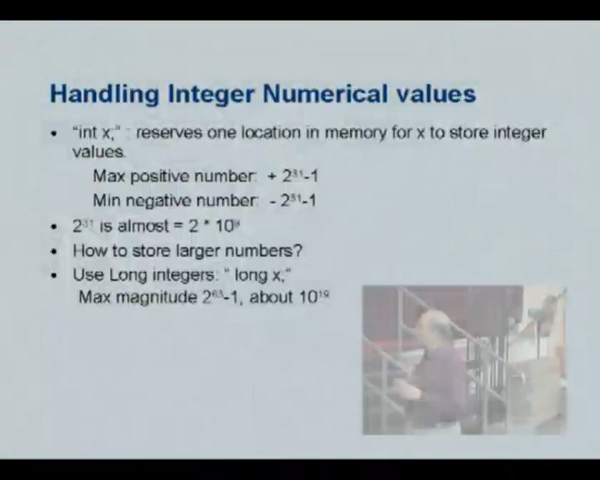 Handling Integer Numerical values
• "int x;" : reserves one location in memory for x to store integer
values.
Max positive number: + 2³¹-1
Min negative number: - 2³¹-1
• 2³¹ is almost = 2 * 10⁹
• How to store larger numbers?
• Use Long integers: " long x;"
Max magnitude 2⁶³-1, about 10¹⁹